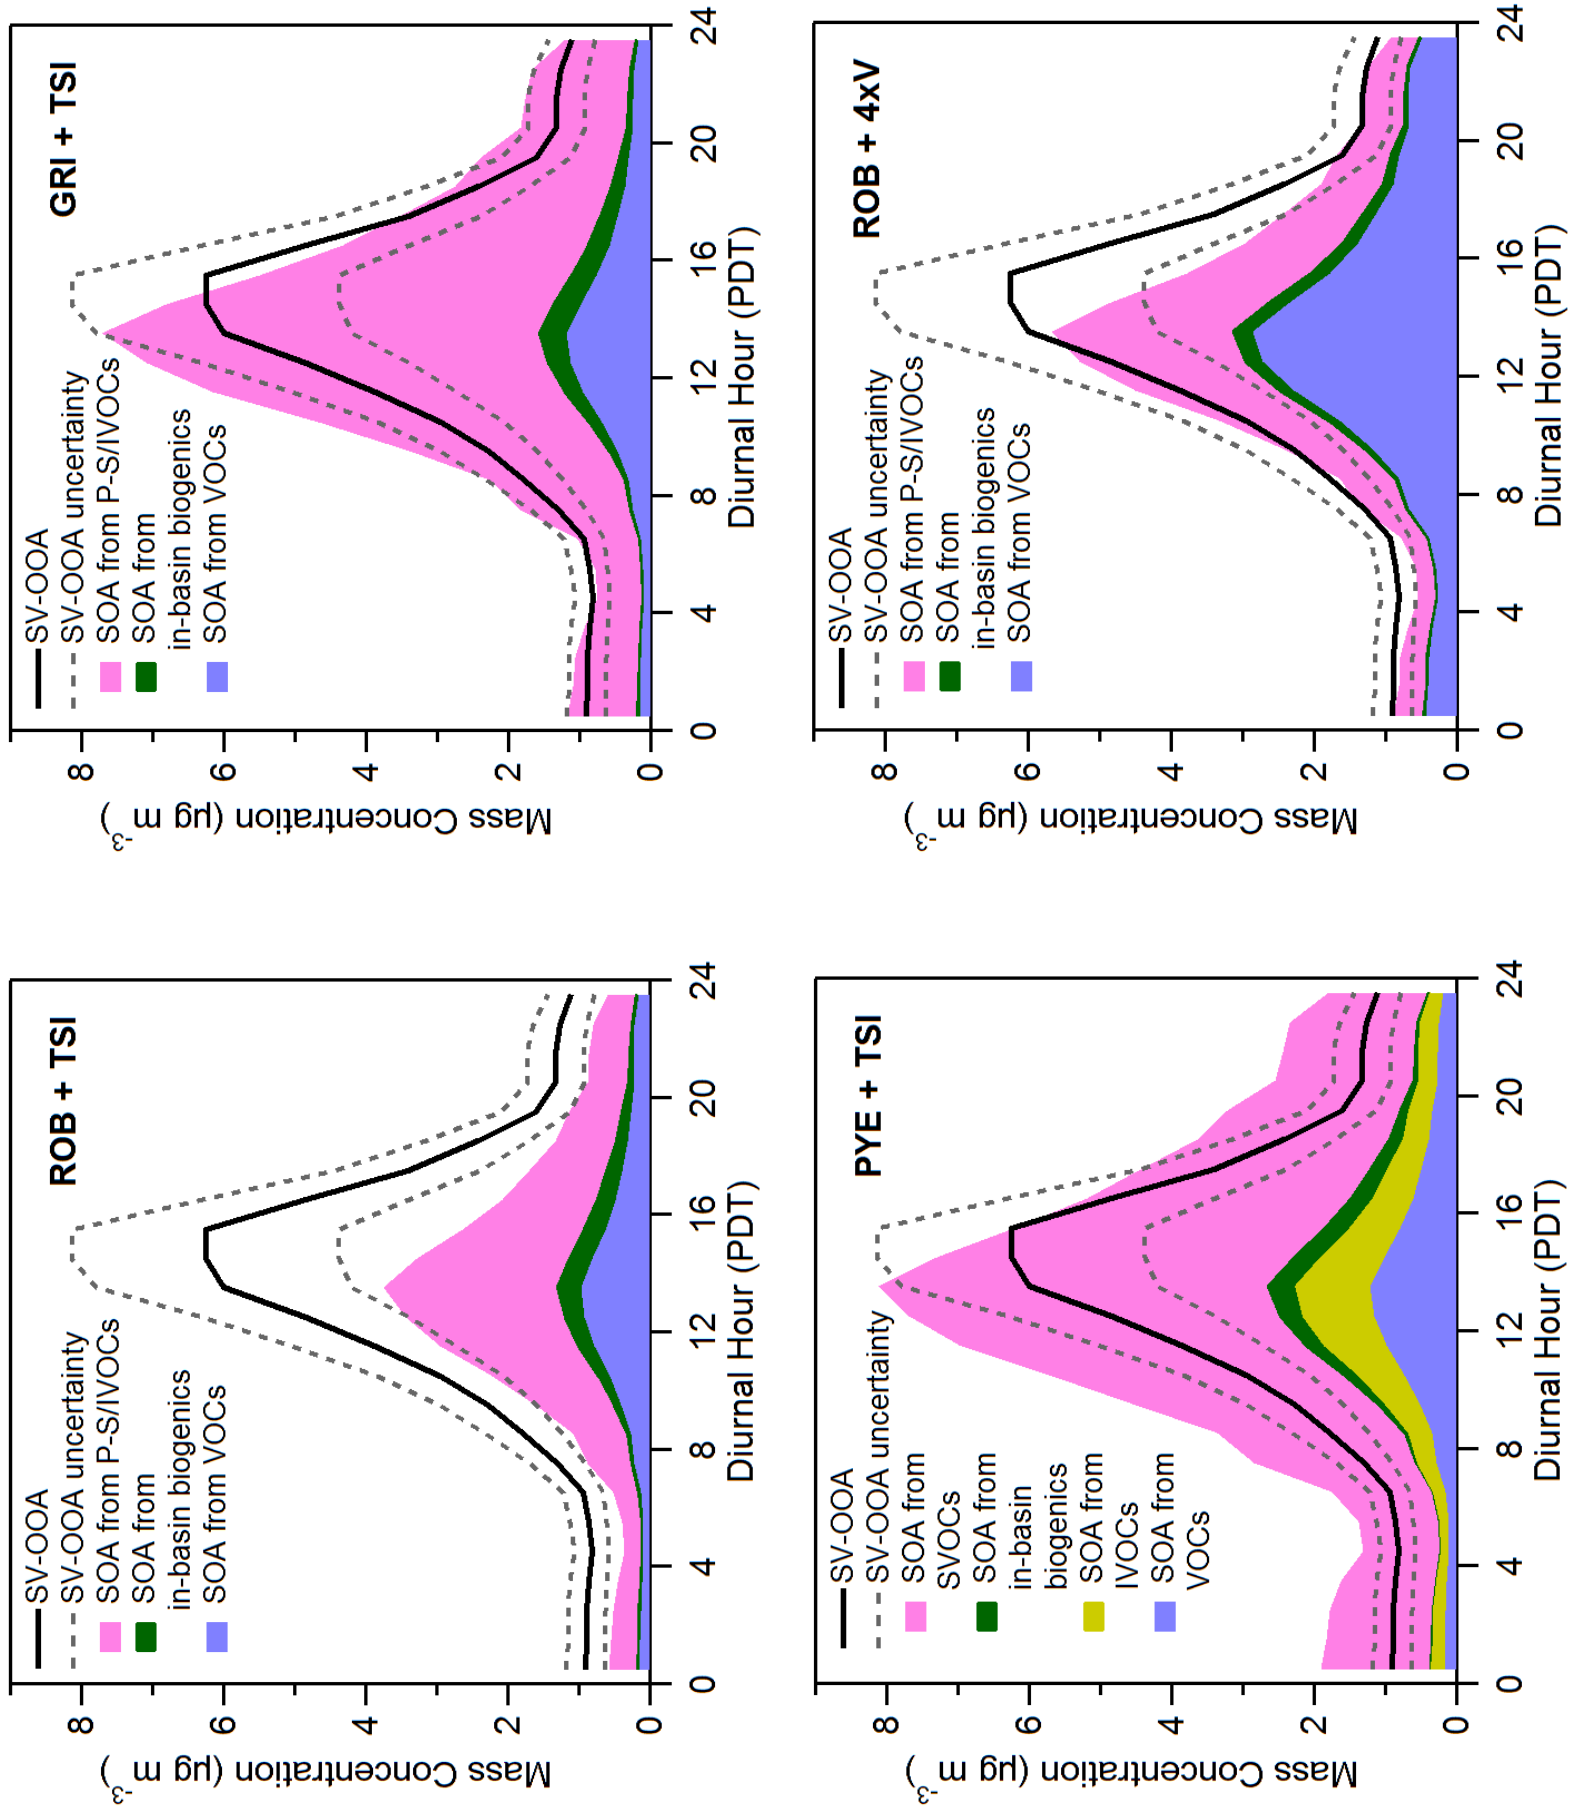 ROB + TSI
SV-OOA
SV-OOA uncertainty
SOA from P-S/IVOCs
SOA from
in-basin biogenics
SOA from VOCs
Mass Concentration (µg m-3)
8
6
4
2
0
0
4
8
12
16
20
24
Diurnal Hour (PDT)
GRI + TSI
SV-OOA
SV-OOA uncertainty
SOA from P-S/IVOCs
SOA from
in-basin biogenics
SOA from VOCs
Mass Concentration (µg m-3)
8
6
4
2
0
0
4
8
12
16
20
24
Diurnal Hour (PDT)
PYE + TSI
SV-OOA
SV-OOA uncertainty
SOA from
SVOCs
SOA from
in-basin
biogenics
SOA from
IVOCs
SOA from
VOCs
Mass Concentration (µg m-3)
8
6
4
2
0
0
4
8
12
16
20
24
Diurnal Hour (PDT)
ROB + 4xV
SV-OOA
SV-OOA uncertainty
SOA from P-S/IVOCs
SOA from
in-basin biogenics
SOA from VOCs
Mass Concentration (µg m-3)
8
6
4
2
0
0
4
8
12
16
20
24
Diurnal Hour (PDT)